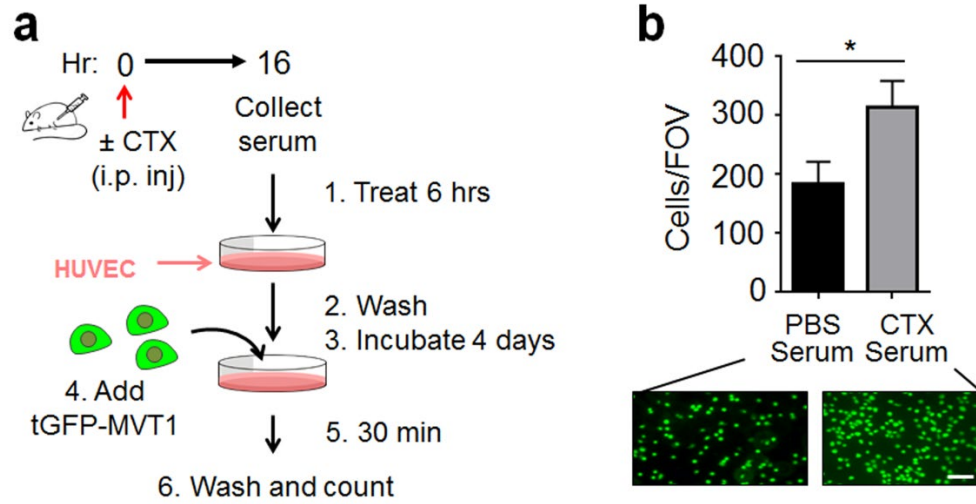 a
Hr: 0 16
± CTX
(i.p. inj)
Collect
serum
1. Treat 6 hrs
HUVEC
2. Wash
3. Incubate 4 days
4. Add
tGFP-MVT1
5. 30 min
6. Wash and count
b
*
Cells/FOV
400
300
200
100
0
PBS
Serum
CTX
Serum